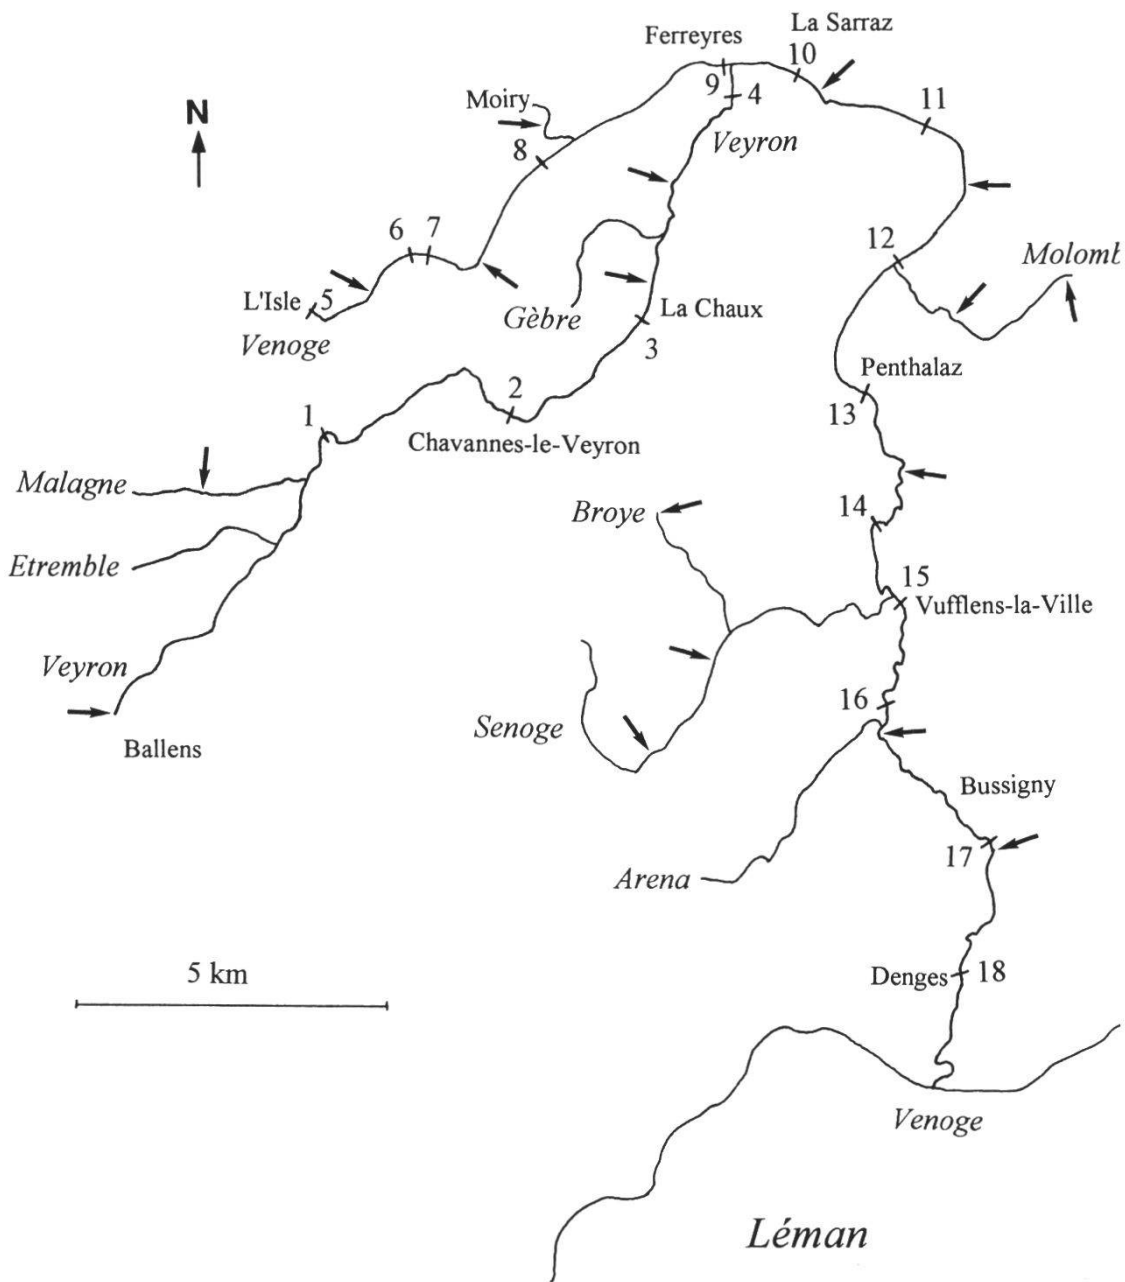 La Sarraz
Ferreyres
10
9
4
11
N
Moiry
8
Veyron
6
7
12
Molomb
L'Isle
5
Gèbre
La Chaux
Venoge
3
Penthalaz
2
13
1
Chavannes-le-Veyron
Malagne
Broye
14
Etremble
15
Vufflens-la-Ville
Veyron
16
Senoge
Ballens
Bussigny
17
Arena
5 km
Denges
18
Venoge
Léman